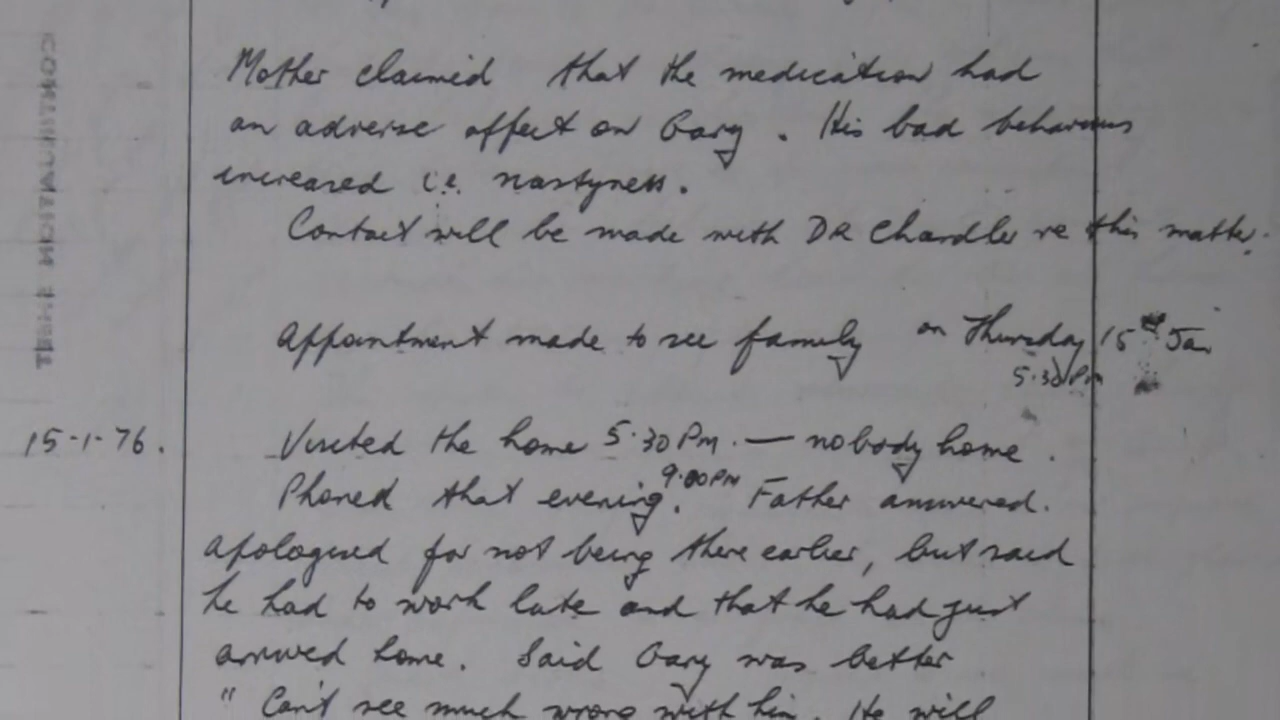 CONTINUATION SHEET
Mother claimed that the medication had
an adverse affect on Gary. His bad behaviour
increased i.e. nastyness.
Contact will be made with DR Chandler re this matter.
Appointment made to see family on Thursday 15th Jan
5.30 Pm
15-1-76. Visited the home 5.30 Pm. — nobody home.
Phoned that evening 9.00PM. Father answered.
apologised for not being there earlier, but said
he had to work late and that he had just
arrived home. Said Gary was better
" Can't see much wrong with him. He will